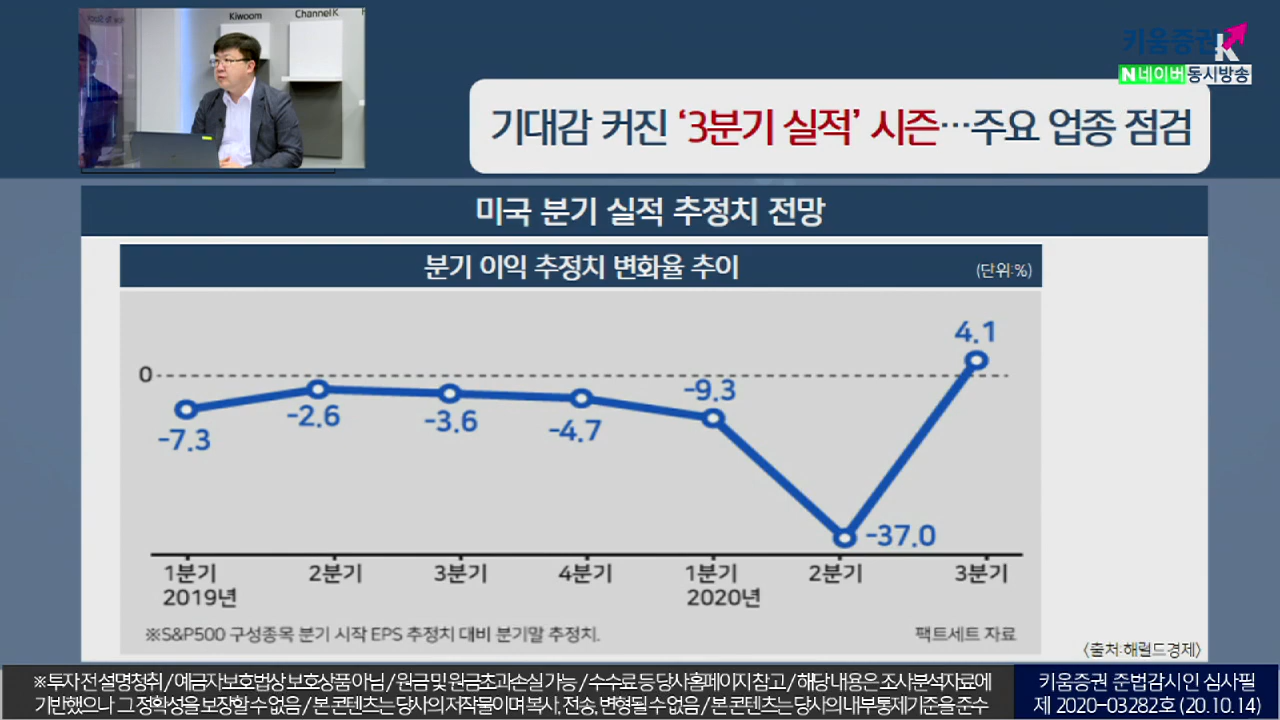 Kiwoom
Channel K
키움증권
K
N 네이버 동시방송
기대감 커진 ‘3분기 실적’ 시즌…주요 업종 점검
미국 분기 실적 추정치 전망
분기 이익 추정치 변화율 추이
(단위:%)
4.1
0
-9.3
-7.3
-2.6
-3.6
-4.7
-37.0
1분기 2분기 3분기 4분기 1분기 2분기 3분기
2019년 2020년
※S&P500 구성종목 분기 시작 EPS 추정치 대비 분기말 추정치.
팩트세트 자료
<출처:해럴드경제>
※투자 전 설명청취 / 예금자보호법상 보호상품 아님 / 원금 및 원금초과손실 가능 / 수수료 등 당사홈페이지 참고 / 해당 내용은 조사분석자료에
기반했으나 그 정확성을 보장할 수 없음 / 본 콘텐츠는 당사의 저작물이며 복사, 전송, 변형될 수 없음 / 본 콘텐츠는 당사의 내부통제기준을 준수
키움증권 준법감시인 심사필
제 2020-03282호 (20.10.14)